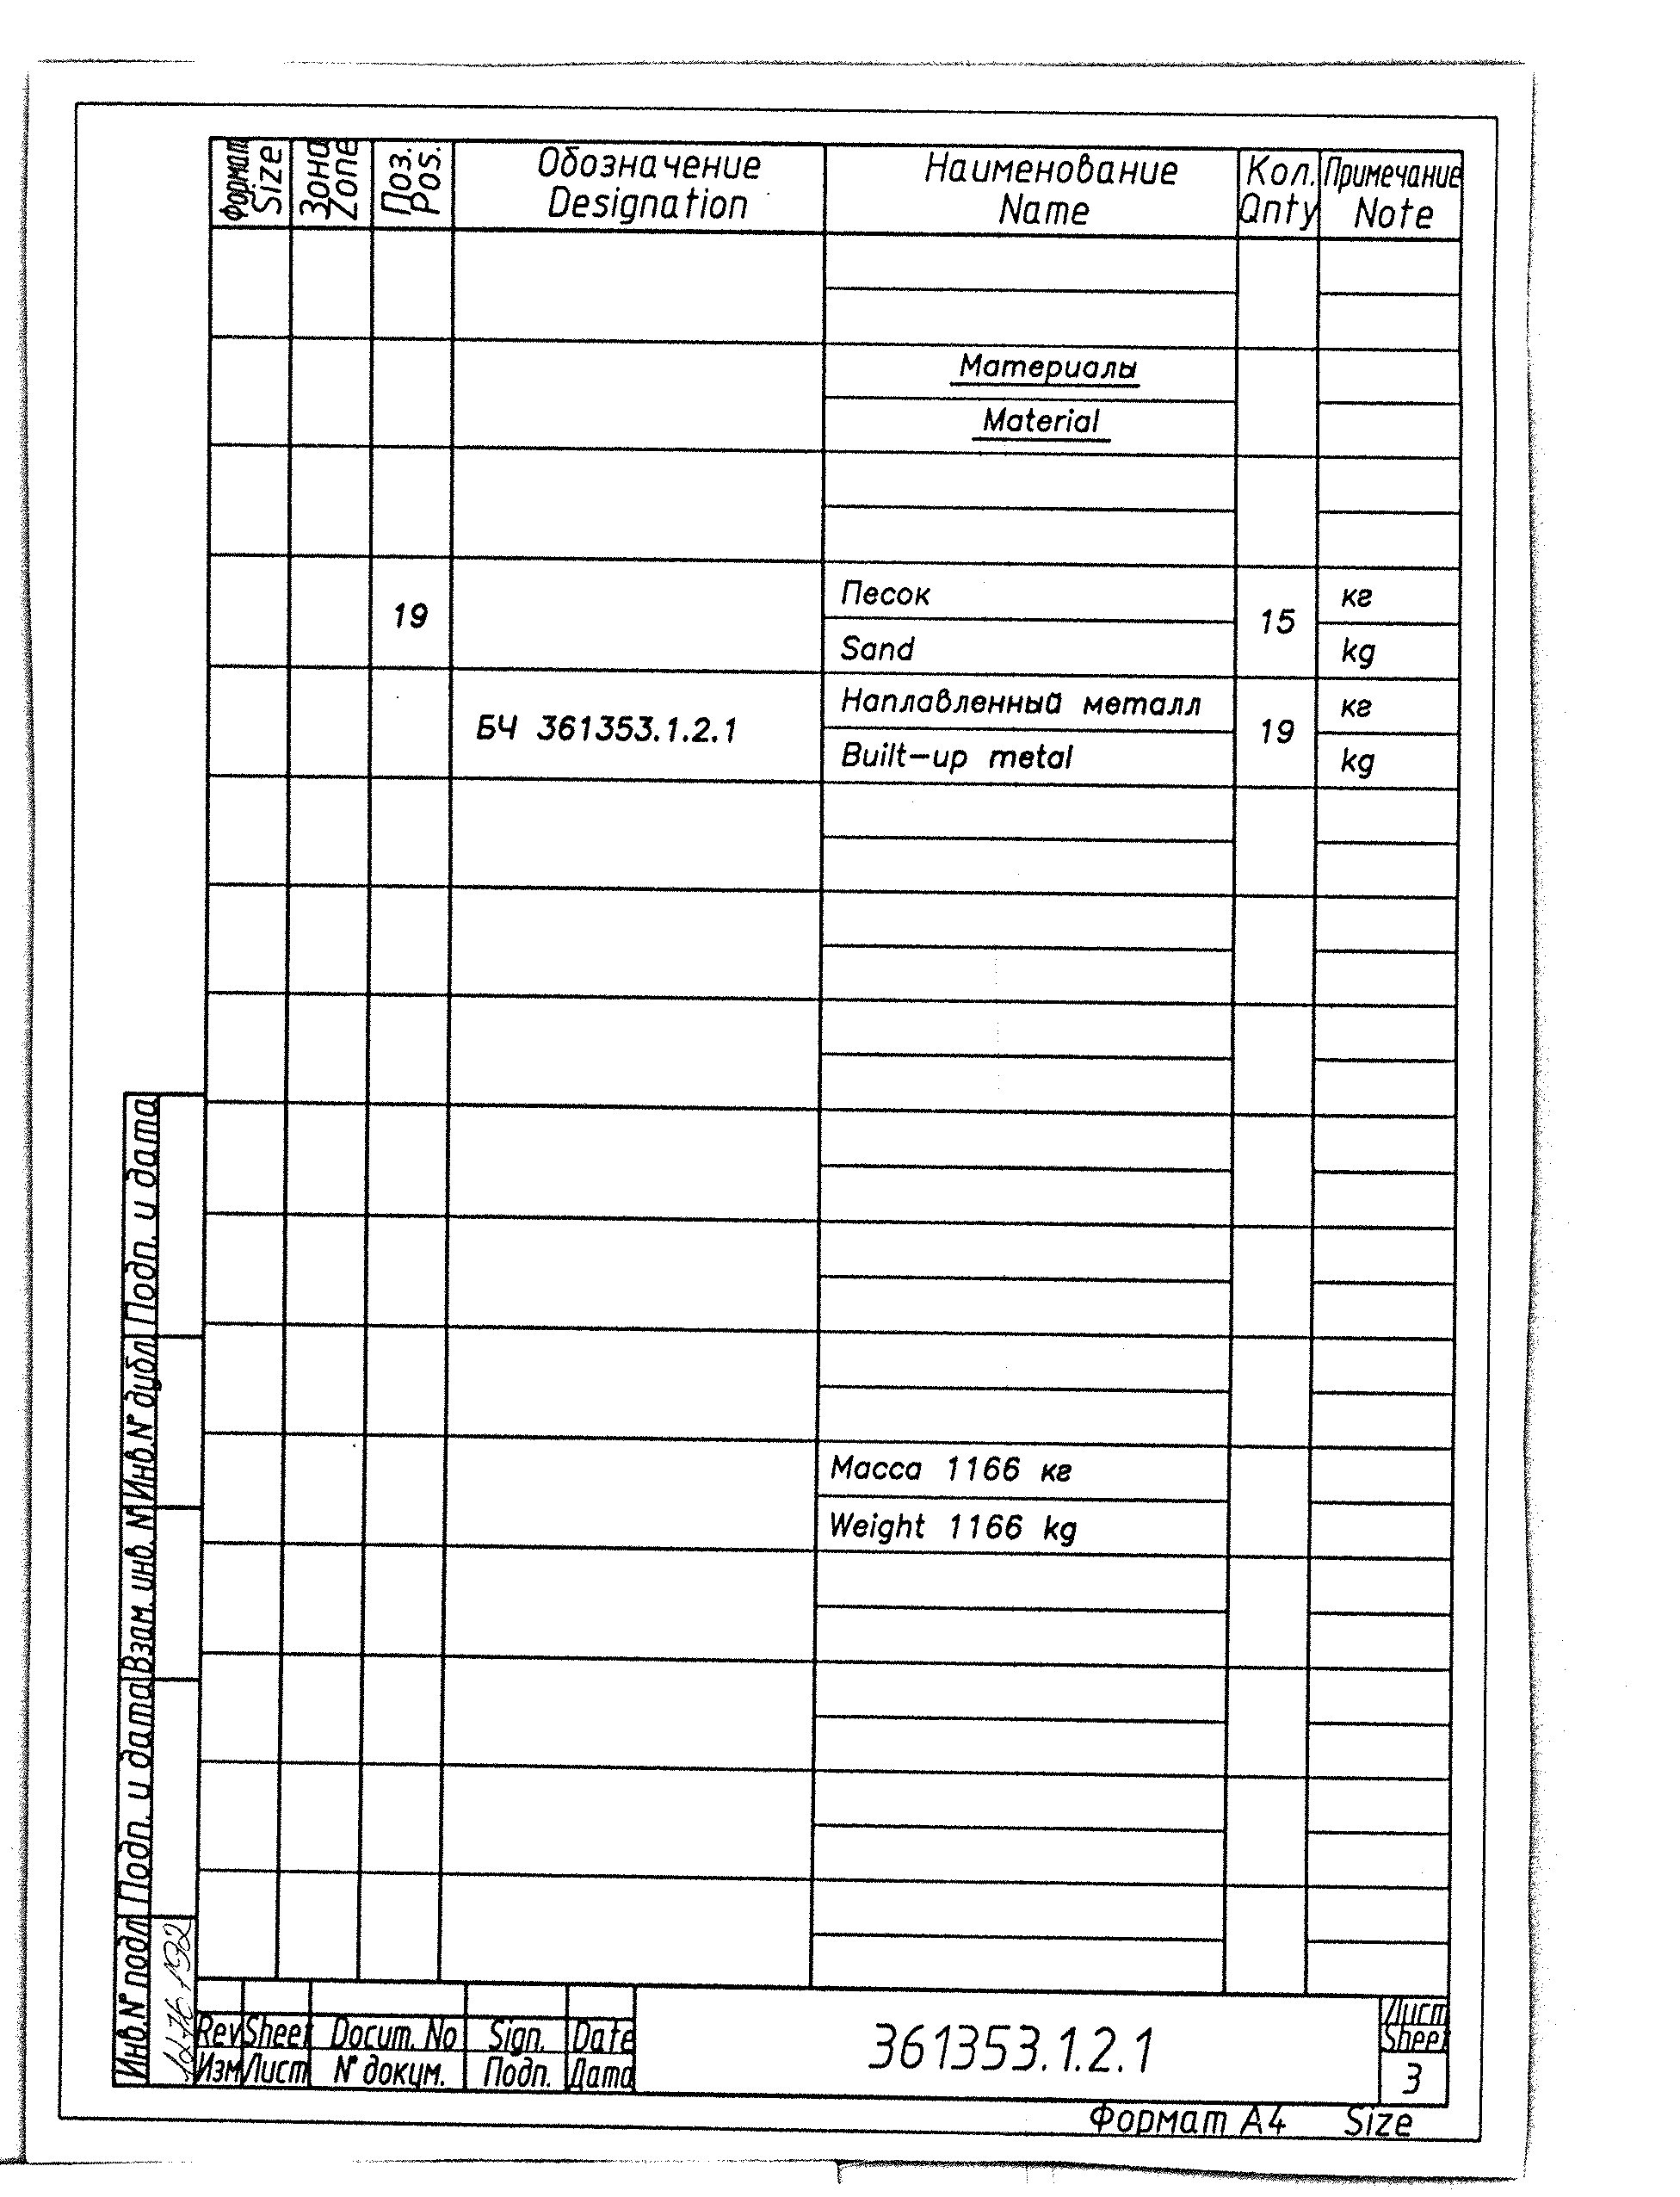 Формат
Size
Зона
Zone
Поз.
Pos.
Обозначение
Designation
Наименование
Name
Кол.
Qnty
Примечание
Note
Материалы
Material
19
Песок
Sand
15
кг
kg
БЧ 361353.1.2.1
Наплавленный металл
Built-up metal
19
кг
kg
Масса 1166 кг
Weight 1166 kg
Подп. и дата
Инв.N° дубл
Взам. инв. N
Подп. и дата
Инв.N° подл
Rev Sheet Docum. No Sign. Date
Изм Лист N° докум. Подп. Дата
361353.1.2.1
Лист
Sheet
3
Формат А4 Size